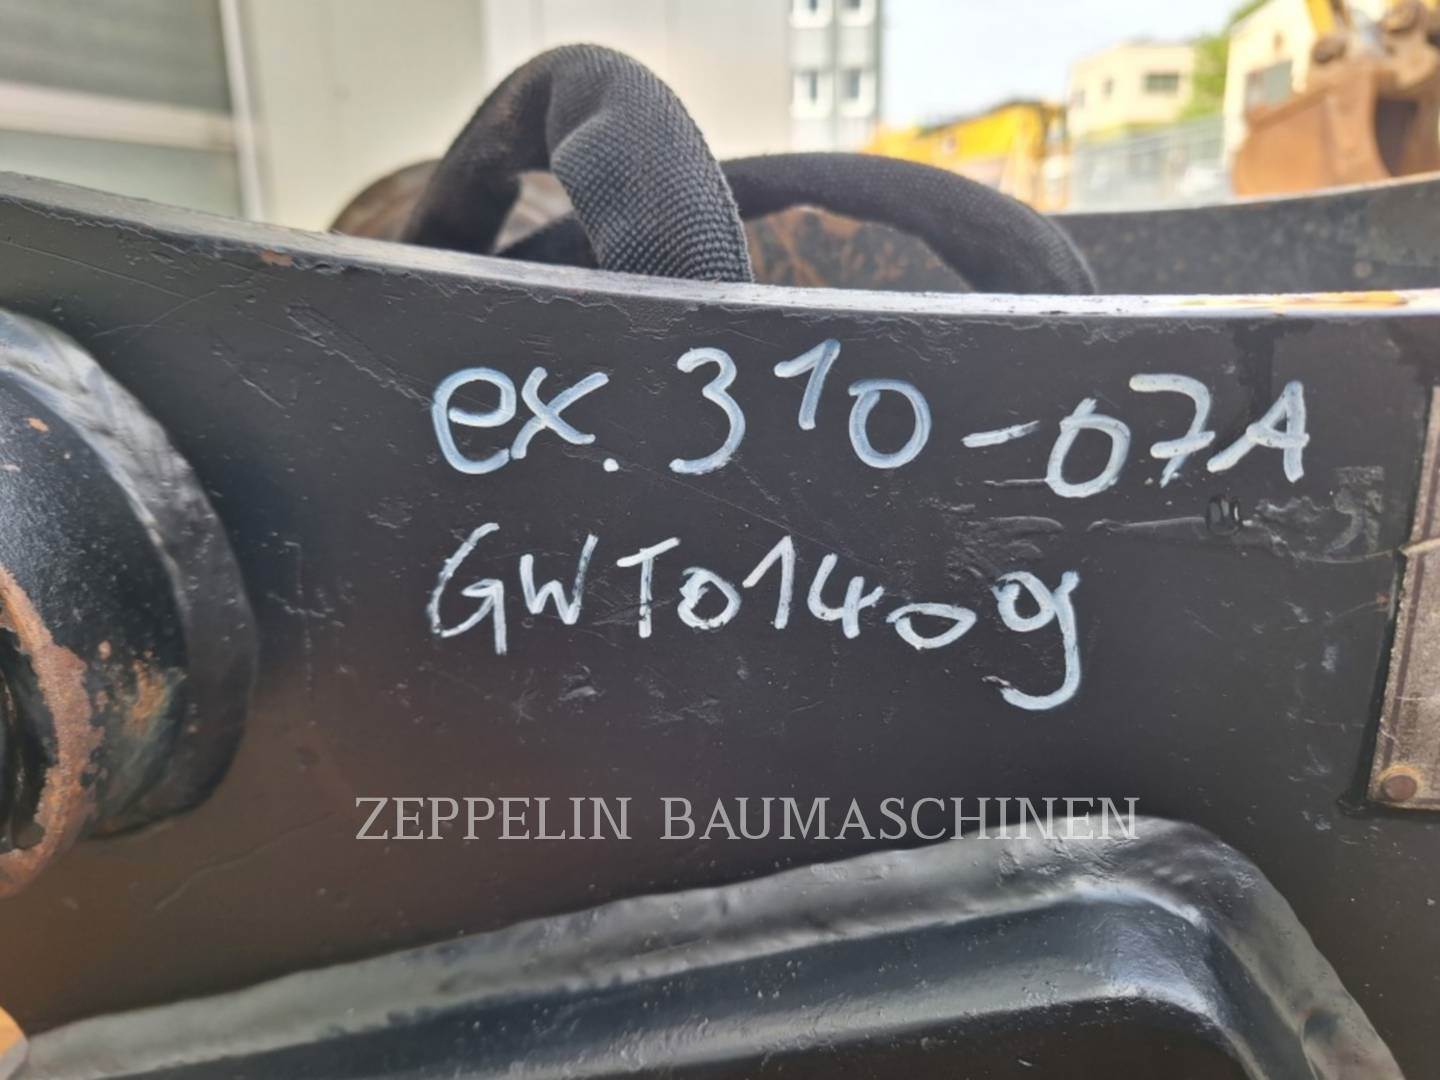 ex. 310-07A
GWT01409
ZEPPELIN BAUMASCHINEN